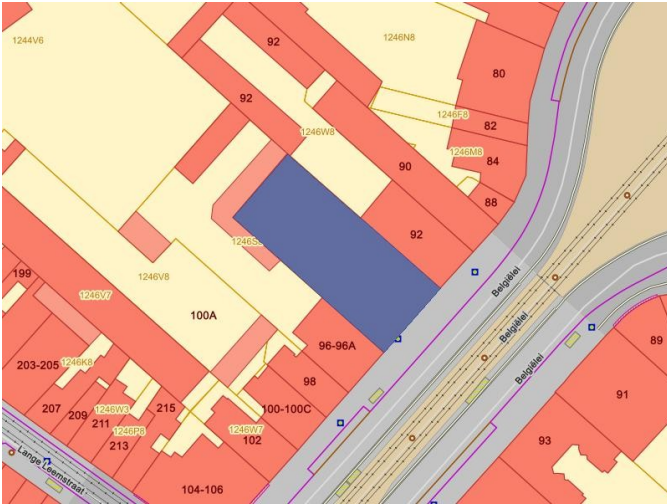 1244V6
92
1246N8
80
92
1246F8
82
1246W8
1246M8
84
90
88
92
1246S
Belgiëlei
1246V8
199
1246V7
100A
Belgiëlei
96-96A
89
203-205
1246K8
98
Belgiëlei
91
207
209
1246W3
215
100-100C
211
1246P8
1246W7
213
102
93
Lange Leemstraat
104-106